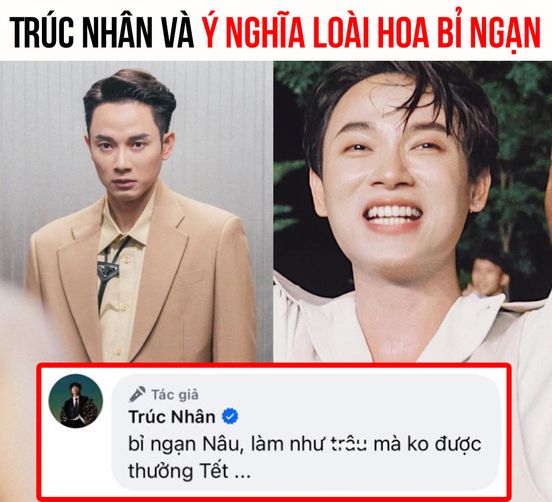 TRÚC NHÂN VÀ Ý NGHĨA LOÀI HOA BỈ NGẠN
Tác giả
Trúc Nhân
bỉ ngạn Nâu, làm như trâu mà ko được
thưởng Tết ...